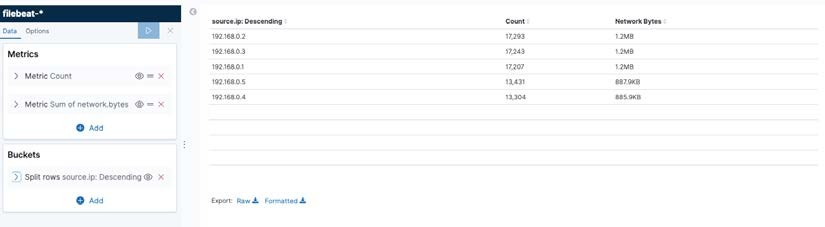 filebeat-*
Data Options
Metrics
Metric Count
Metric Sum of network.bytes
Add
Buckets
Split rows source.ip: Descending
Add
source.ip: Descending Count Network Bytes
192.168.0.2 17,293 1.2MB
192.168.0.3 17,243 1.2MB
192.168.0.1 17,207 1.2MB
192.168.0.5 13,431 887.9KB
192.168.0.4 13,304 885.9KB
Export: Raw Formatted